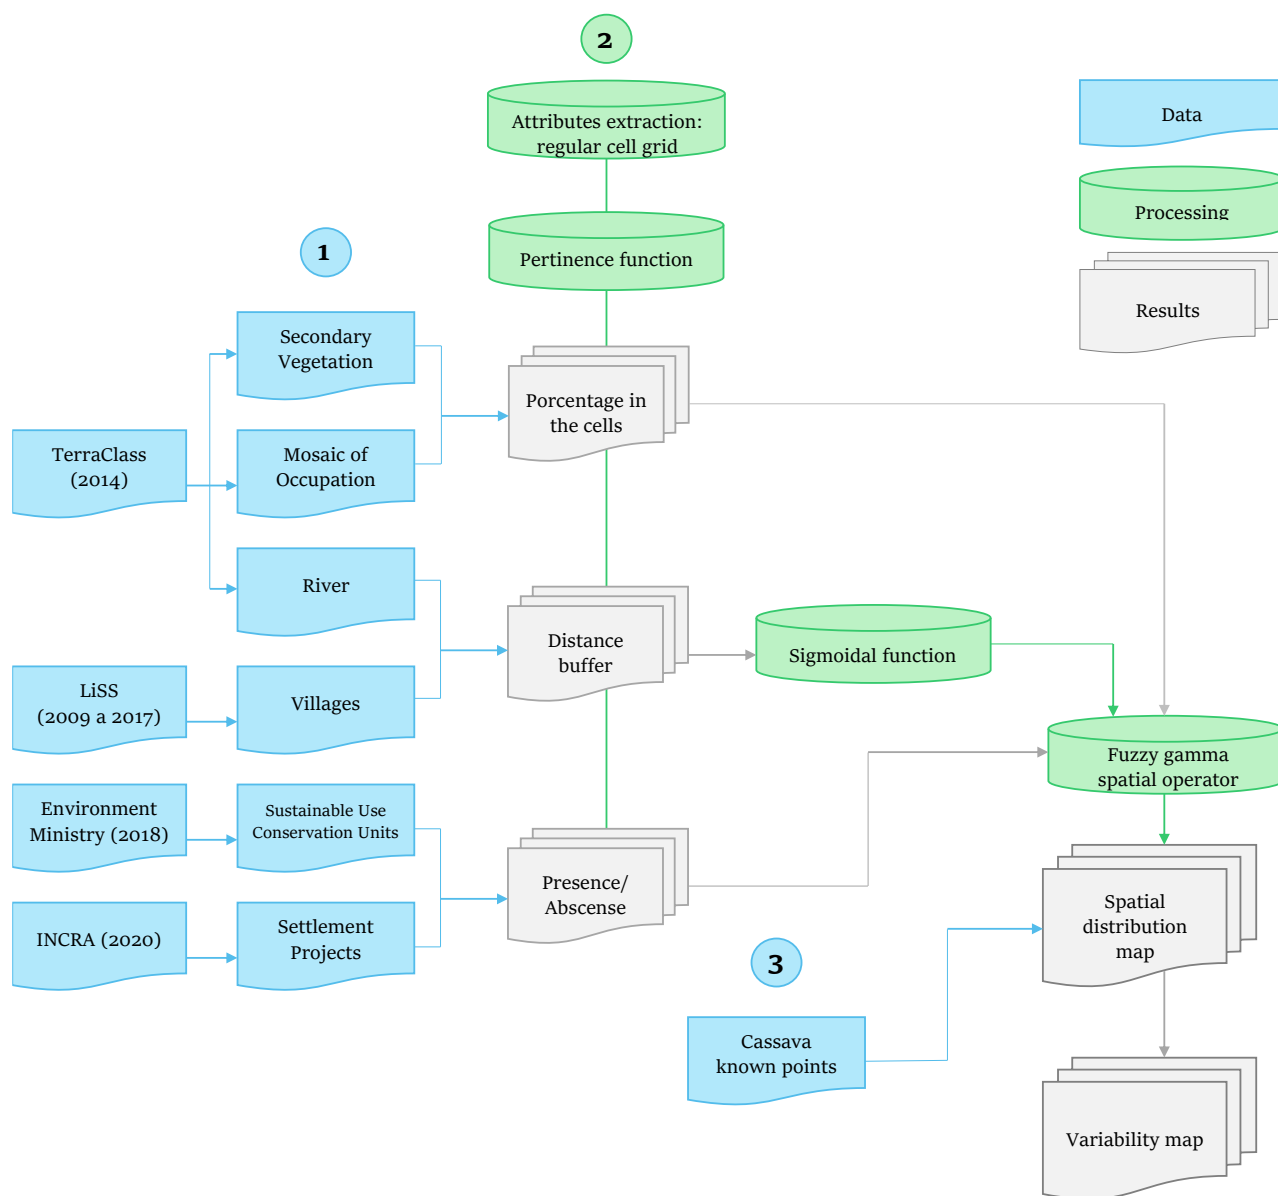 2
Attributes extraction:
regular cell grid
Pertinence function
Data
Processing
Results
1
Secondary
Vegetation
Mosaic of
Occupation
TerraClass
(2014)
River
LiSS
(2009 a 2017)
Villages
Environment
Ministry (2018)
Sustainable Use
Conservation Units
INCRA (2020)
Settlement
Projects
Porcentage in
the cells
Distance
buffer
Sigmoidal function
Presence/
Abscense
Fuzzy gamma
spatial operator
Spatial
distribution
map
3
Cassava
known points
Variability map